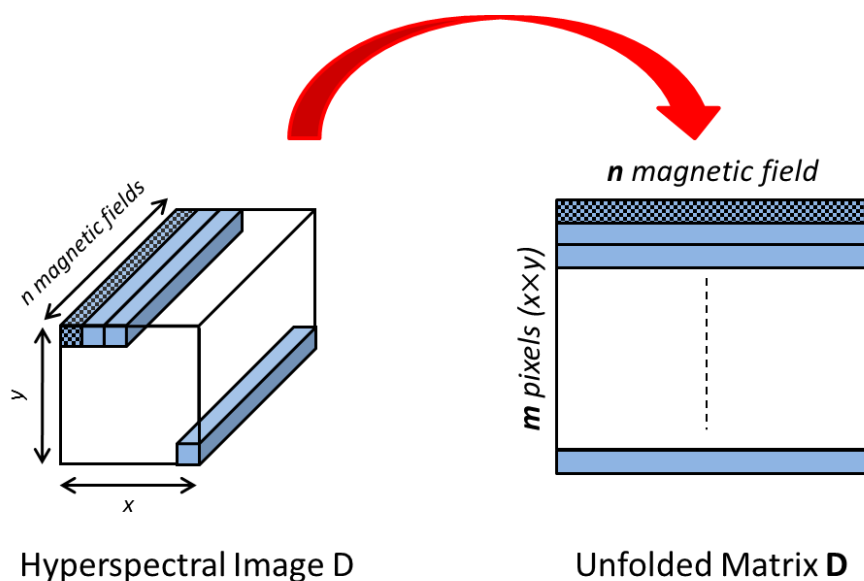 n magnetic fields
y
x
Hyperspectral Image D
n magnetic field
m pixels (x×y)
Unfolded Matrix D